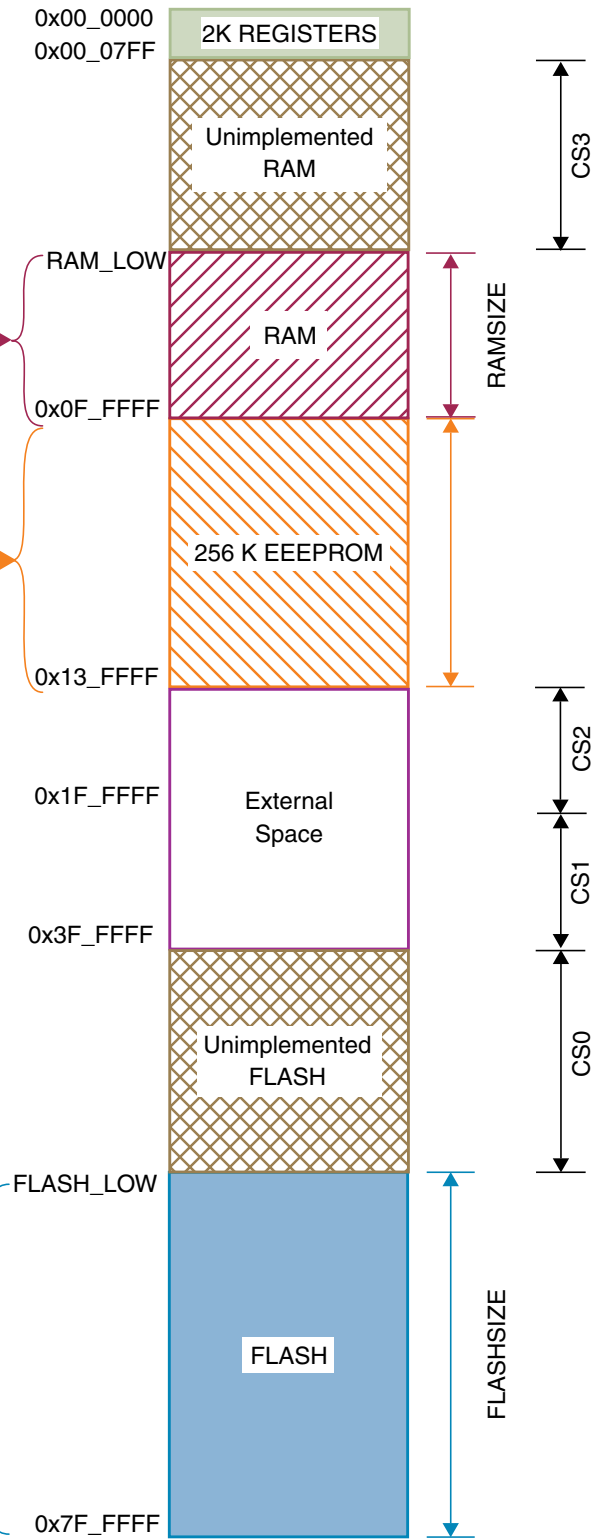 0x00_0000
2K REGISTERS
0x00_07FF
Unimplemented
RAM
CS3
RAM_LOW
RAM
RAMSIZE
0x0F_FFFF
256 K EEEPROM
0x13_FFFF
CS2
0x1F_FFFF
External
Space
CS1
0x3F_FFFF
Unimplemented
FLASH
CS0
FLASH_LOW
FLASH
FLASHSIZE
0x7F_FFFF